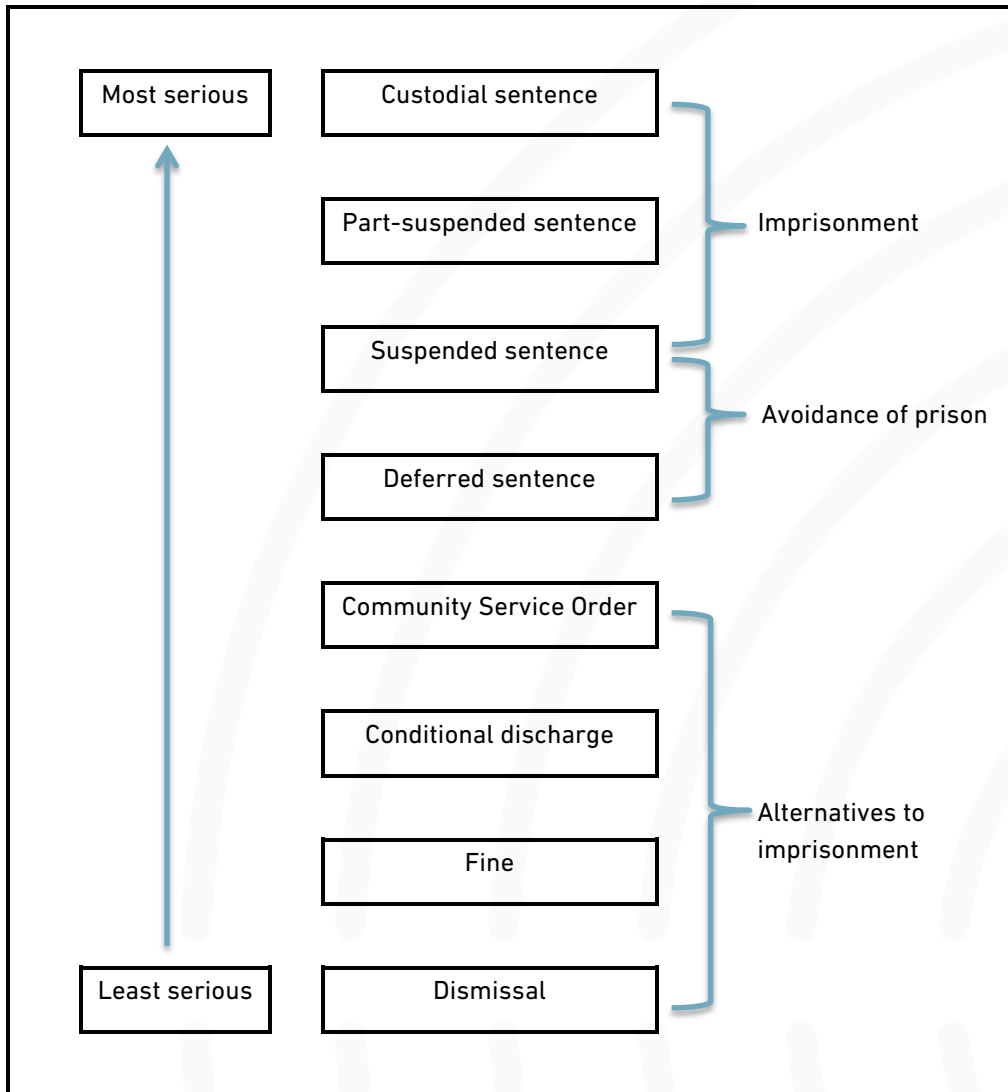 Most serious
Custodial sentence
Part-suspended sentence
Imprisonment
Suspended sentence
Avoidance of prison
Deferred sentence
Community Service Order
Conditional discharge
Alternatives to
imprisonment
Fine
Least serious
Dismissal